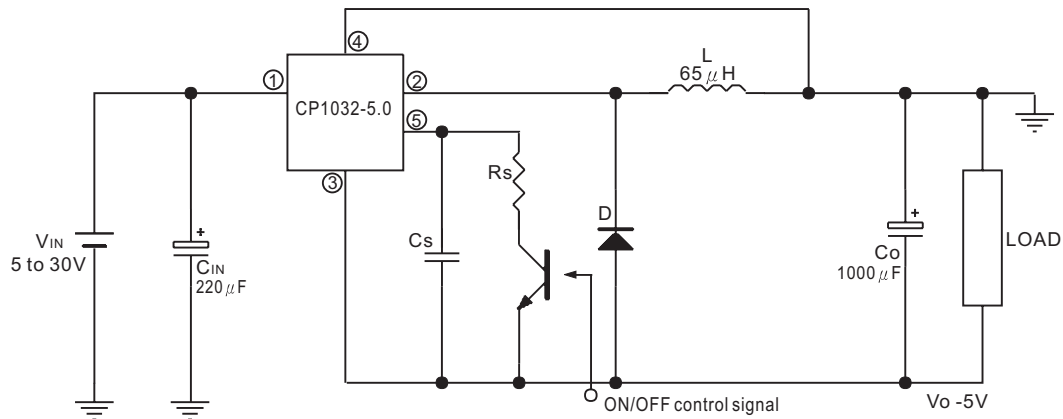 ④
L
65μH
①
②
CP1032-5.0
⑤
③
Rs
Cs
D
+
VIN
5 to 30V
+
CIN
220μF
+
Co
1000μF
LOAD
ON/OFF control signal
Vo -5V